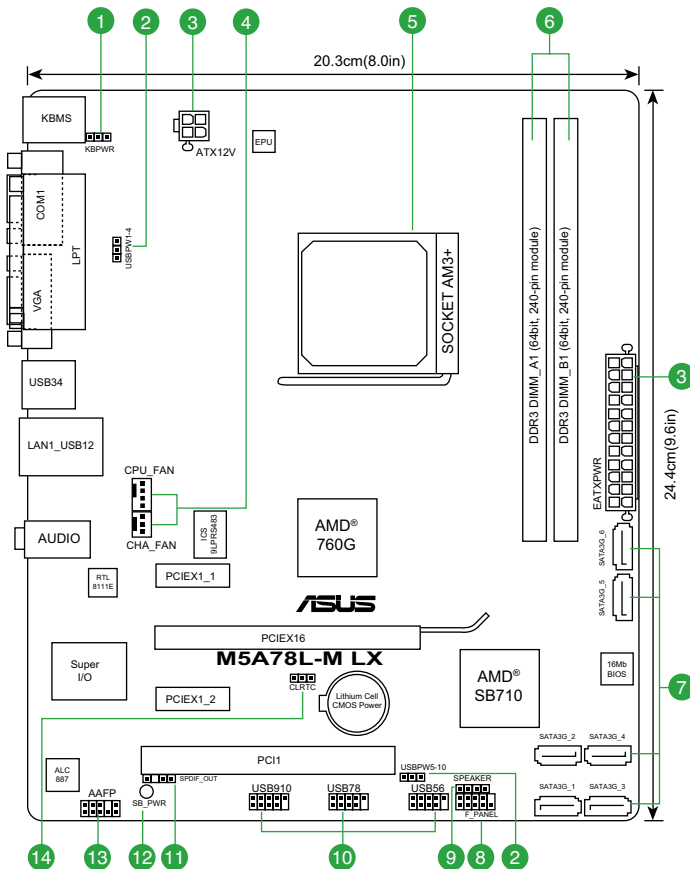 1
2
3
4
5
6
20.3cm(8.0in)
KBMS
KBPWR
ATX12V
EPU
COM1
LPT
VGA
USBPW1-4
SOCKET AM3+
DDR3 DIMM_A1 (64bit, 240-pin module)
DDR3 DIMM_B1 (64bit, 240-pin module)
USB34
3
24.4cm(9.6in)
EATXPWR
LAN1_USB12
CPU_FAN
CHA_FAN
ICS
9LPRS483
AMD®
760G
AUDIO
SATA3G_6
RTL
8111E
PCIEX1_1
SATA3G_5
ASUS
PCIEX16
M5A78L-M LX
Super
I/O
CLRTC
Lithium Cell
CMOS Power
AMD®
SB710
16Mb
BIOS
7
PCIEX1_2
SATA3G_2
SATA3G_4
PCI1
ALC
887
SPDIF_OUT
USBPW5-10
SPEAKER
AAFP
SB_PWR
USB910
USB78
USB56
F_PANEL
SATA3G_1
SATA3G_3
14
13
12
11
10
9
8
2